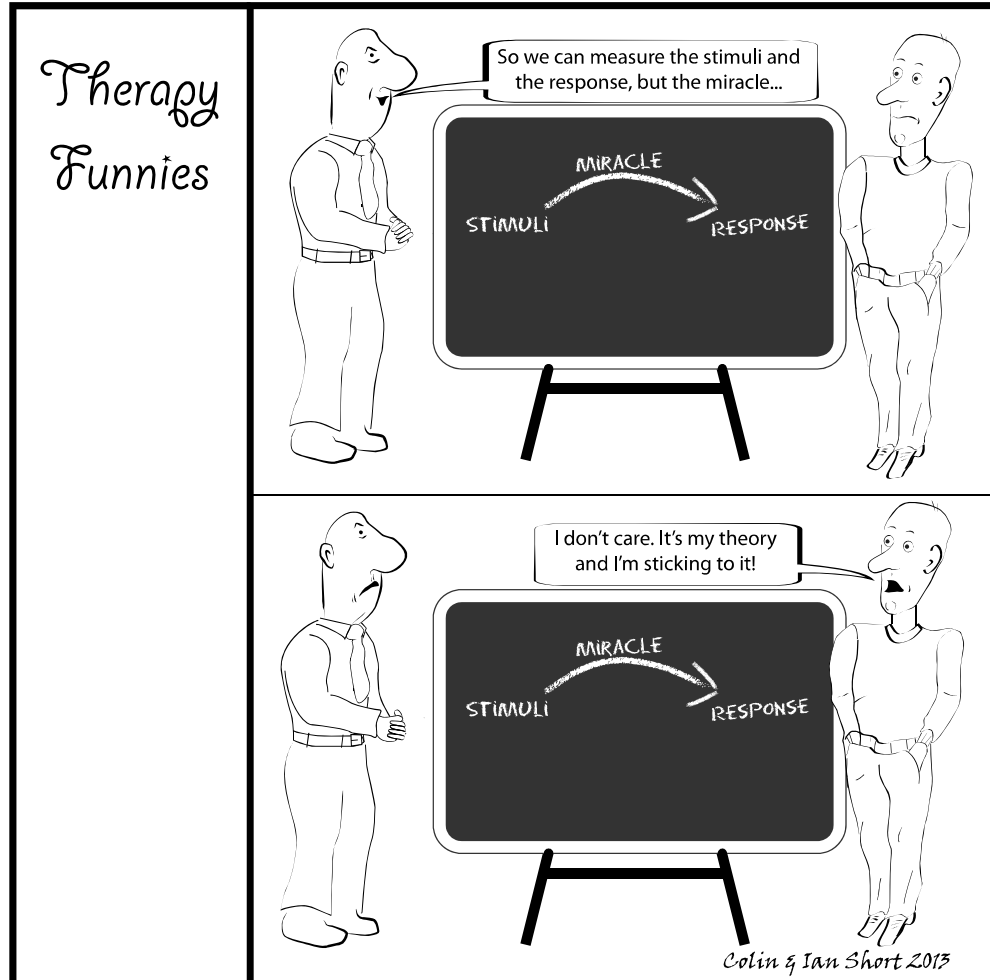 Therapy
Funnies
So we can measure the stimuli and
the response, but the miracle...
MIRACLE
STIMULI
RESPONSE
I don't care. It's my theory
and I'm sticking to it!
MIRACLE
STIMULI
RESPONSE
Colin & Ian Short 2013